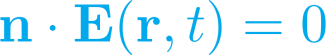 n · E(r, t) = 0